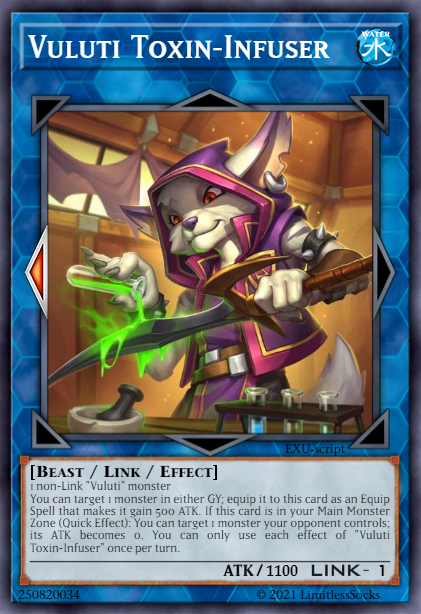 Vuluti Toxin-Infuser
WATER
水
EXU-script
[Beast / Link / Effect]
1 non-Link "Vuluti" monster
You can target 1 monster in either GY; equip it to this card as an Equip
Spell that makes it gain 500 ATK. If this card is in your Main Monster
Zone (Quick Effect): You can target 1 monster your opponent controls;
its ATK becomes 0. You can only use each effect of "Vuluti
Toxin-Infuser" once per turn.
ATK/1100 LINK- 1
250820034 ©2021 LimitlessSocks